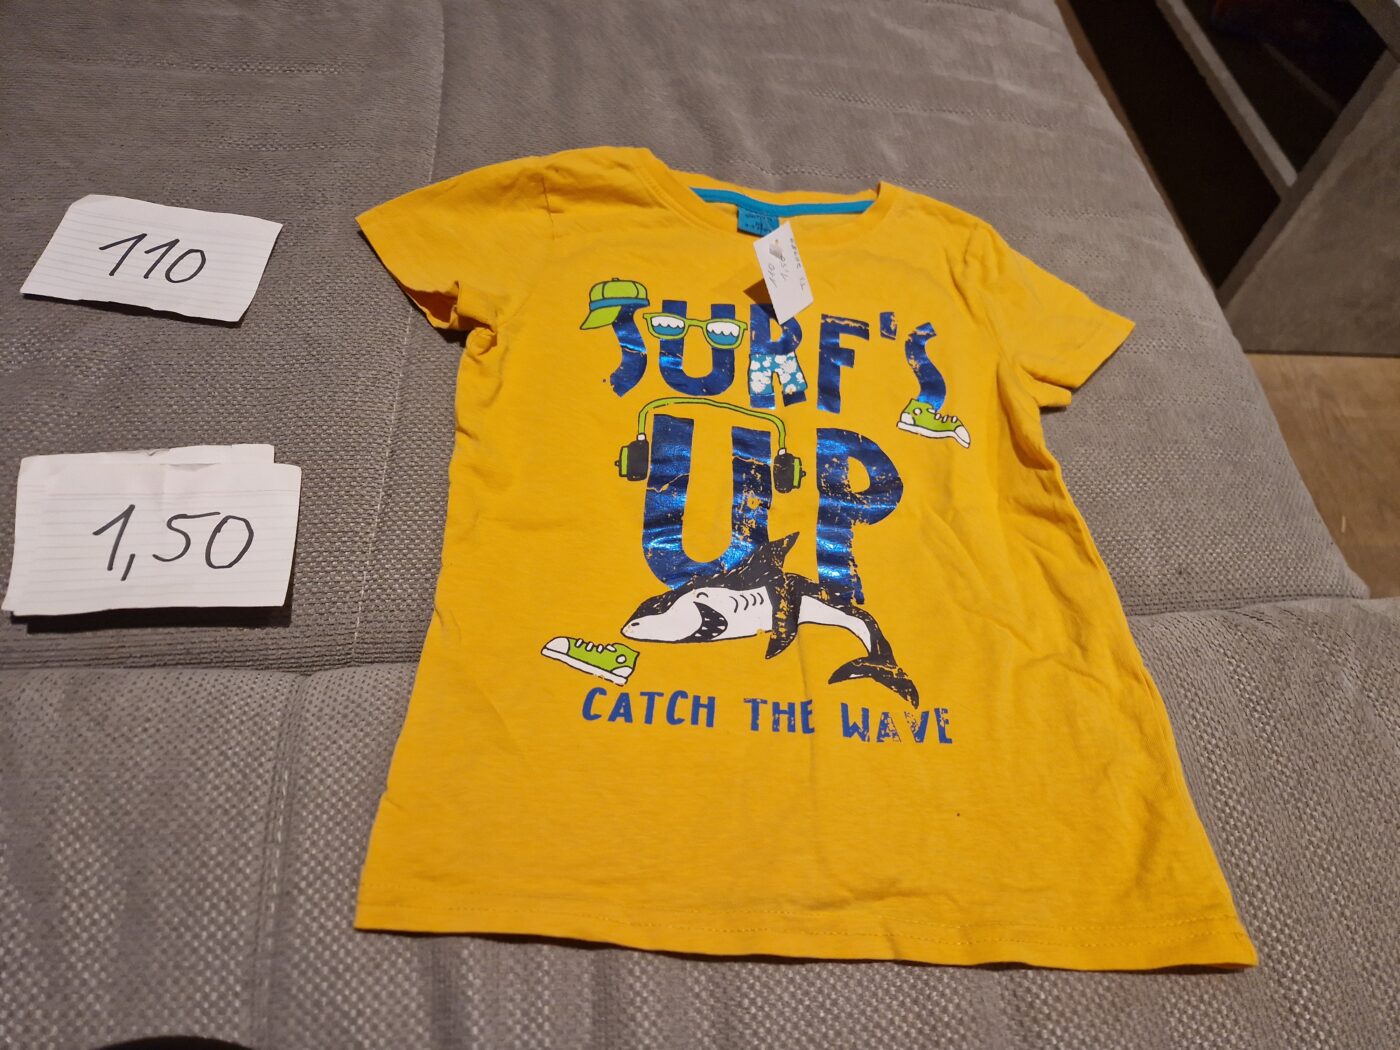 110
1,50
SURF'S
UP
CATCH THE WAVE